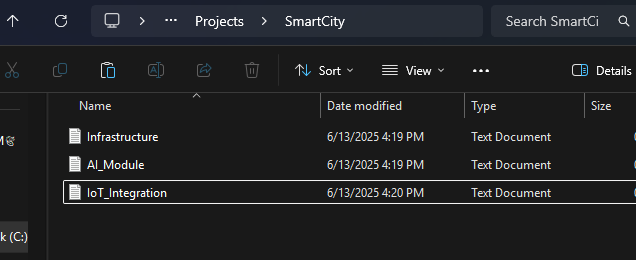 Projects > SmartCity Search SmartCi
Sort View Details
Name Date modified Type Size
Infrastructure 6/13/2025 4:19 PM Text Document
AI_Module 6/13/2025 4:19 PM Text Document
IoT_Integration 6/13/2025 4:20 PM Text Document
k (C:)